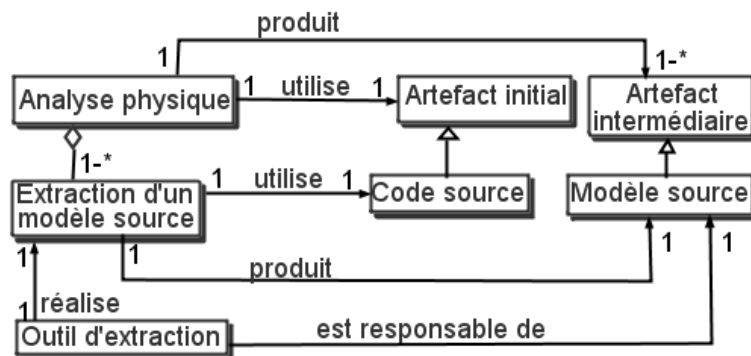 produit
1
1-*
Analyse physique
1
utilise
1
Artefact initial
Artefact
intermédiaire
1-*
Extraction d'un
modèle source
1
utilise
1
Code source
Modèle source
1
1
produit
1
1
réalise
1
Outil d'extraction
est responsable de